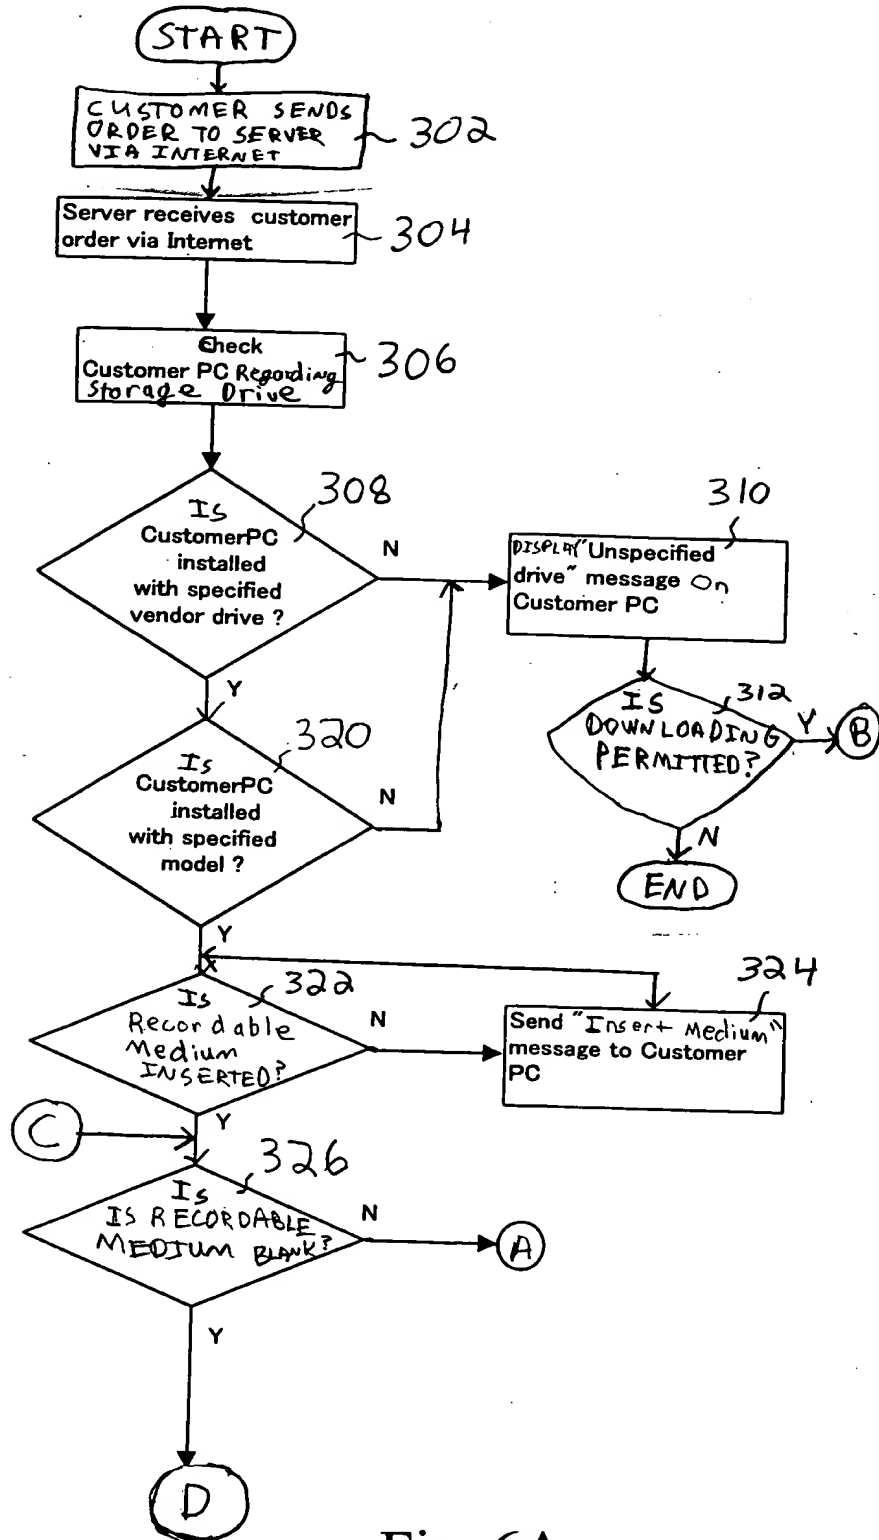 START
CUSTOMER SENDS
ORDER TO SERVER
VIA INTERNET
302
Server receives customer
order via Internet
304
Check
Customer PC Regarding
Storage Drive
306
Is
CustomerPC
installed
with specified
vendor drive ?
308
N
Y
DISPLAY "Unspecified
drive" message On
Customer PC
310
IS
DOWNLOADING
PERMITTED?
312
Y
B
N
END
Is
CustomerPC
installed
with specified
model ?
320
N
Y
Is
Recordable
Medium
INSERTED?
322
N
Y
Send "Insert Medium"
message to Customer
PC
324
C
Is
IS RECORDABLE
MEDIUM BLANK?
326
N
A
Y
D
Fig. 6A